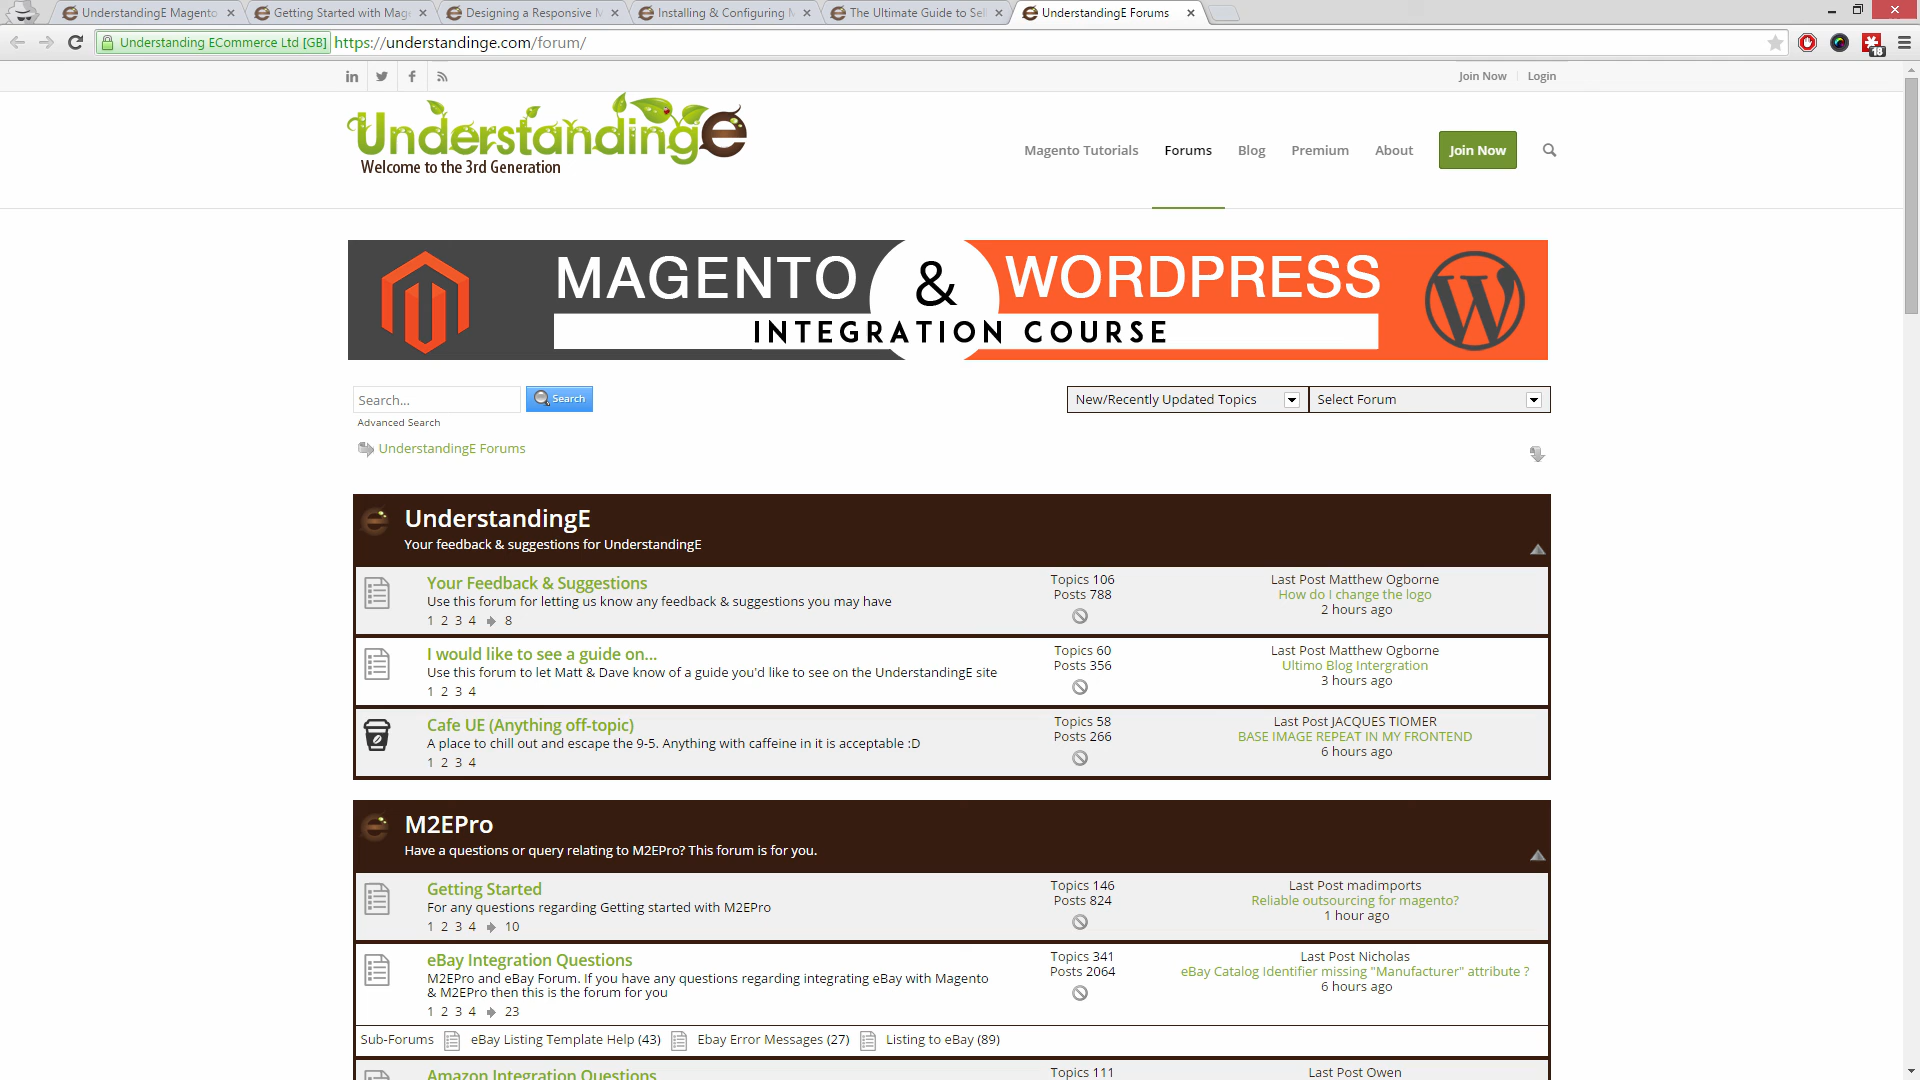 UnderstandingE Magento
Getting Started with Mag
Designing a Responsive M
Installing & Configuring M
The Ultimate Guide to Sel
UnderstandingE Forums
Understanding ECommerce Ltd [GB]
https://understandinge.com/forum/
18
Join Now
Login
UnderstandingE
Welcome to the 3rd Generation
Magento Tutorials
Forums
Blog
Premium
About
Join Now
MAGENTO & WORDPRESS
INTEGRATION COURSE
Search...
Search
New/Recently Updated Topics
Select Forum
Advanced Search
UnderstandingE Forums
UnderstandingE
Your feedback & suggestions for UnderstandingE
Your Feedback & Suggestions
Use this forum for letting us know any feedback & suggestions you may have
1 2 3 4 8
Topics 106
Posts 788
Last Post Matthew Ogborne
How do I change the logo
2 hours ago
I would like to see a guide on...
Use this forum to let Matt & Dave know of a guide you'd like to see on the UnderstandingE site
1 2 3 4
Topics 60
Posts 356
Last Post Matthew Ogborne
Ultimo Blog Intergration
3 hours ago
Cafe UE (Anything off-topic)
A place to chill out and escape the 9-5. Anything with caffeine in it is acceptable :D
1 2 3 4
Topics 58
Posts 266
Last Post JACQUES TIOMER
BASE IMAGE REPEAT IN MY FRONTEND
6 hours ago
M2EPro
Have a questions or query relating to M2EPro? This forum is for you.
Getting Started
For any questions regarding Getting started with M2EPro
1 2 3 4 10
Topics 146
Posts 824
Last Post madimports
Reliable outsourcing for magento?
1 hour ago
eBay Integration Questions
M2EPro and eBay Forum. If you have any questions regarding integrating eBay with Magento
& M2EPro then this is the forum for you
1 2 3 4 23
Topics 341
Posts 2064
Last Post Nicholas
eBay Catalog Identifier missing "Manufacturer" attribute ?
6 hours ago
Sub-Forums eBay Listing Template Help (43) Ebay Error Messages (27) Listing to eBay (89)
Amazon Integration Questions
Topics 111
Last Post Owen